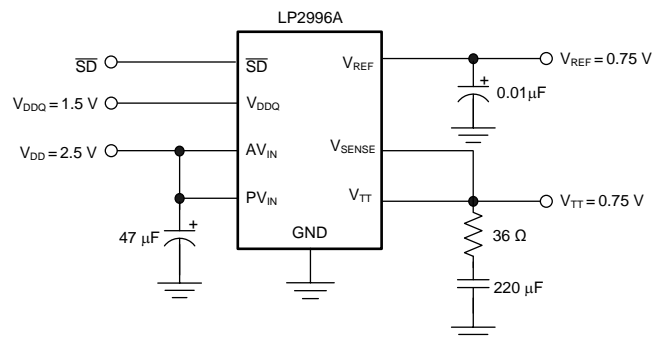 LP2996A
SD
SD
VREF
VREF = 0.75 V
0.01μF
VDDQ = 1.5 V
VDDQ
VDD = 2.5 V
AVIN
VSENSE
PVIN
VTT
VTT = 0.75 V
47 μF
GND
36 Ω
220 μF